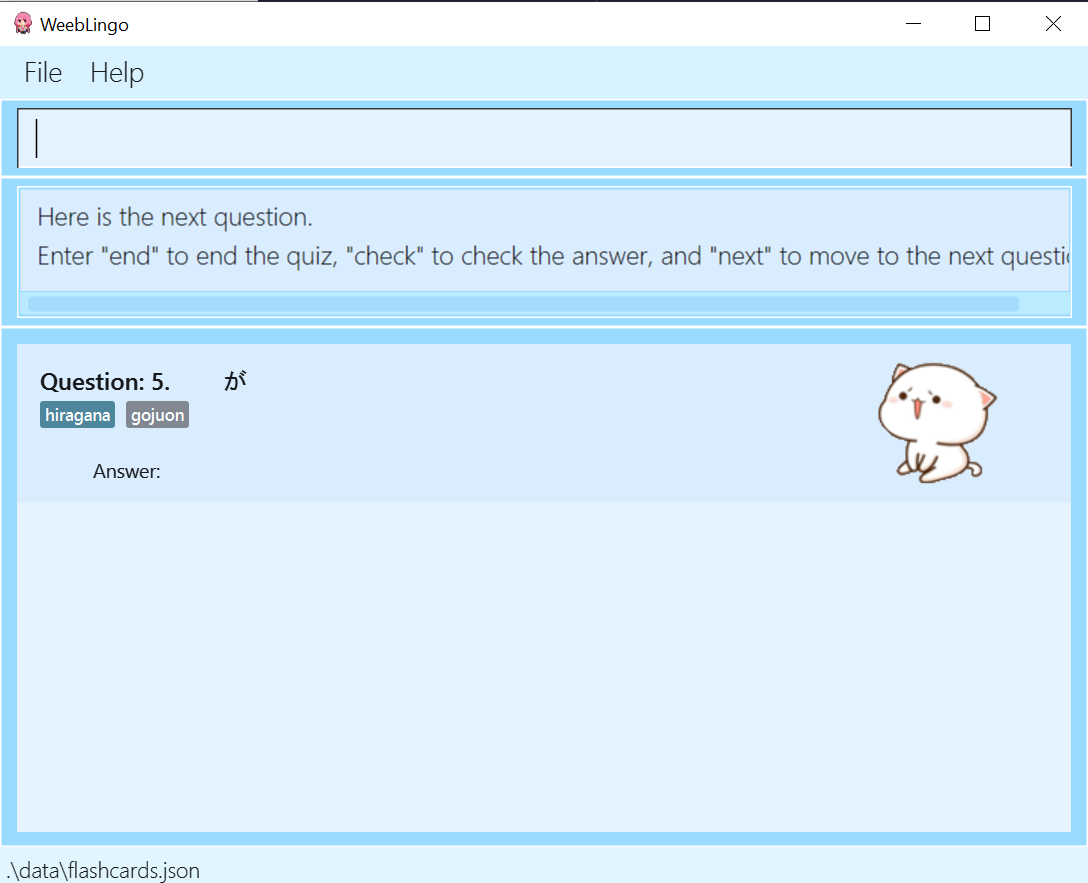 WeebLingo
File Help
Here is the next question.
Enter "end" to end the quiz, "check" to check the answer, and "next" to move to the next questi
Question: 5. が
hiragana gojuon
Answer:
.\data\flashcards.json